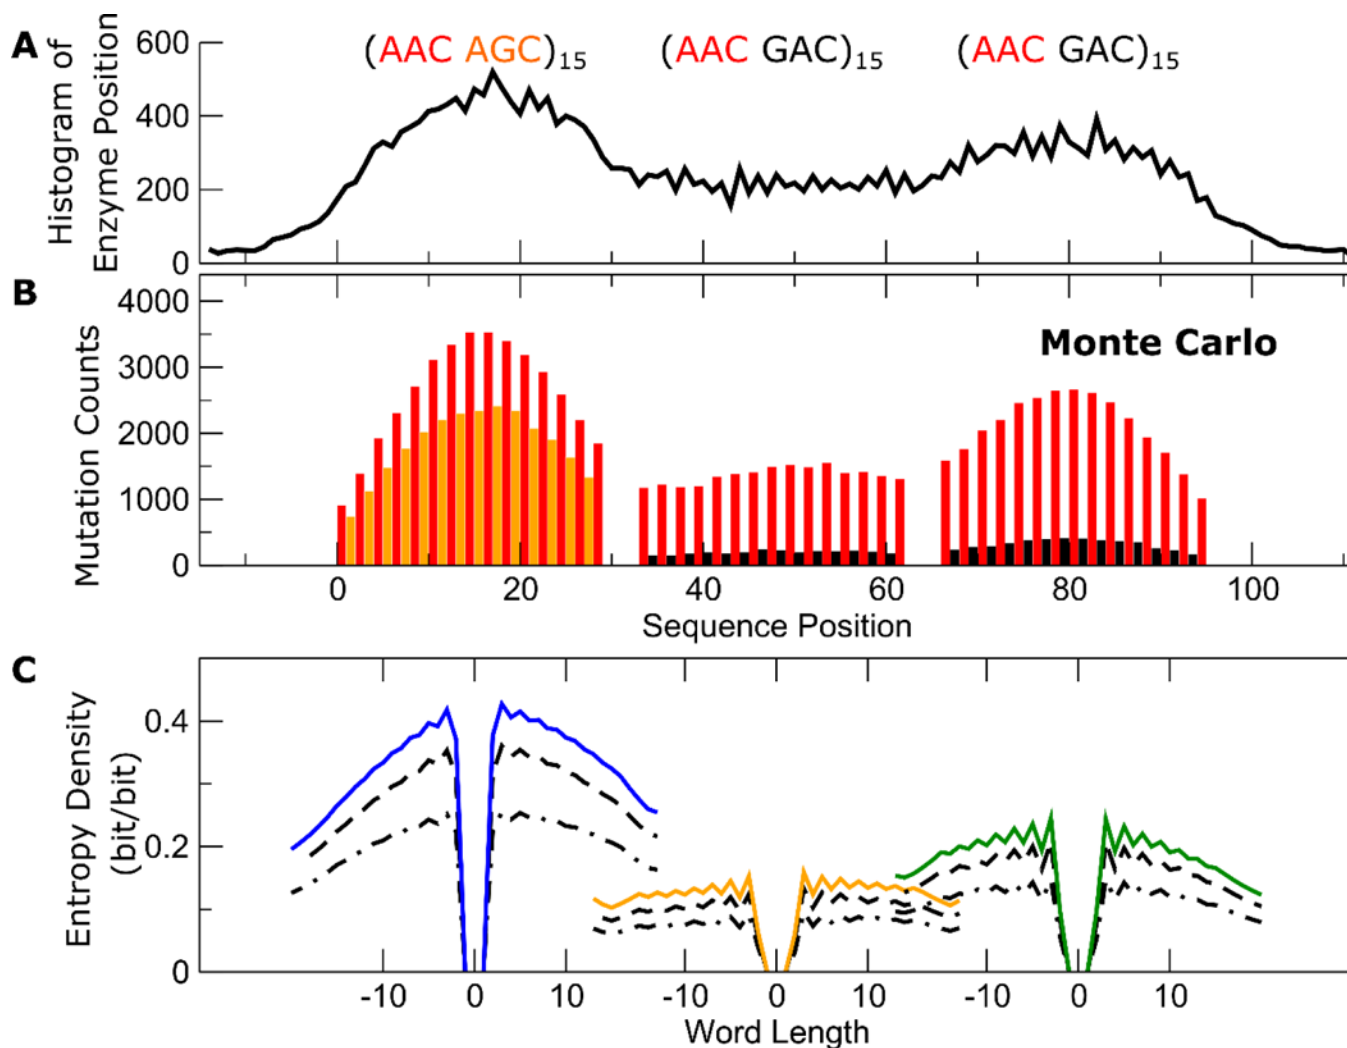 A
Histogram of
Enzyme Position
600
400
200
0
(AAC AGC)15
(AAC GAC)15
(AAC GAC)15
B
Mutation Counts
4000
3000
2000
1000
0
Monte Carlo
0 20 40 60 80 100
Sequence Position
C
Entropy Density
(bit/bit)
0.4
0.2
0
-10 0 10 -10 0 10 -10 0 10
Word Length